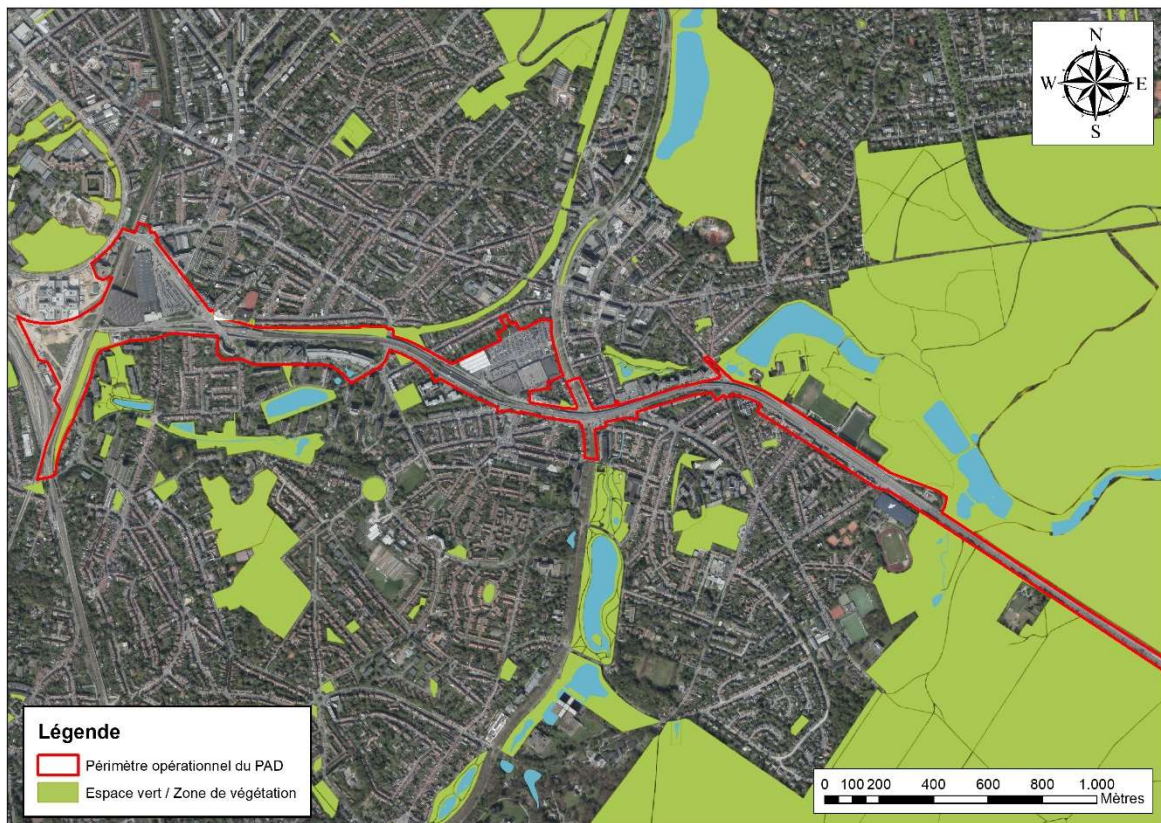 N
W E
S
Légende
Périmètre opérationnel du PAD
Espace vert / Zone de végétation
0 100 200 400 600 800 1.000
Mètres